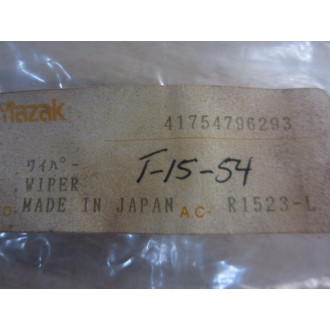 Mazak 41754796293
ワイパー T-15-54
WIPER
O. MADE IN JAPAN A.C- R1523-L